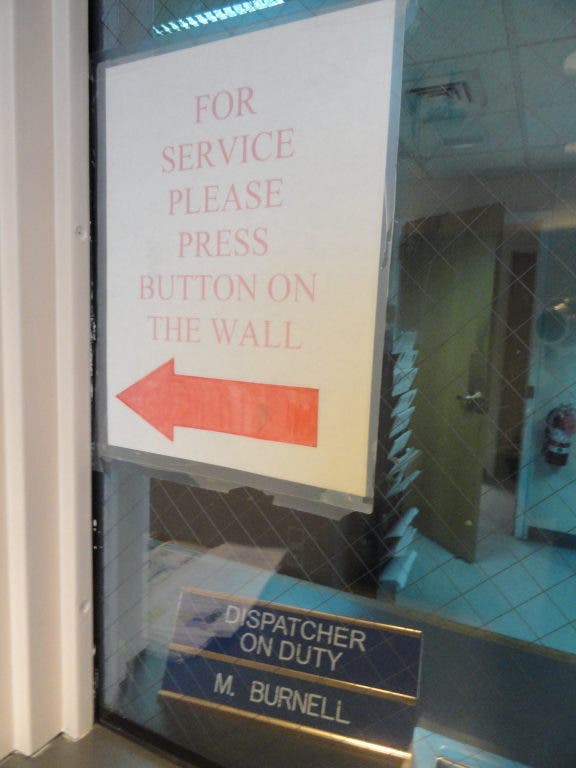 FOR
SERVICE
PLEASE
PRESS
BUTTON ON
THE WALL
DISPATCHER
ON DUTY
M. BURNELL